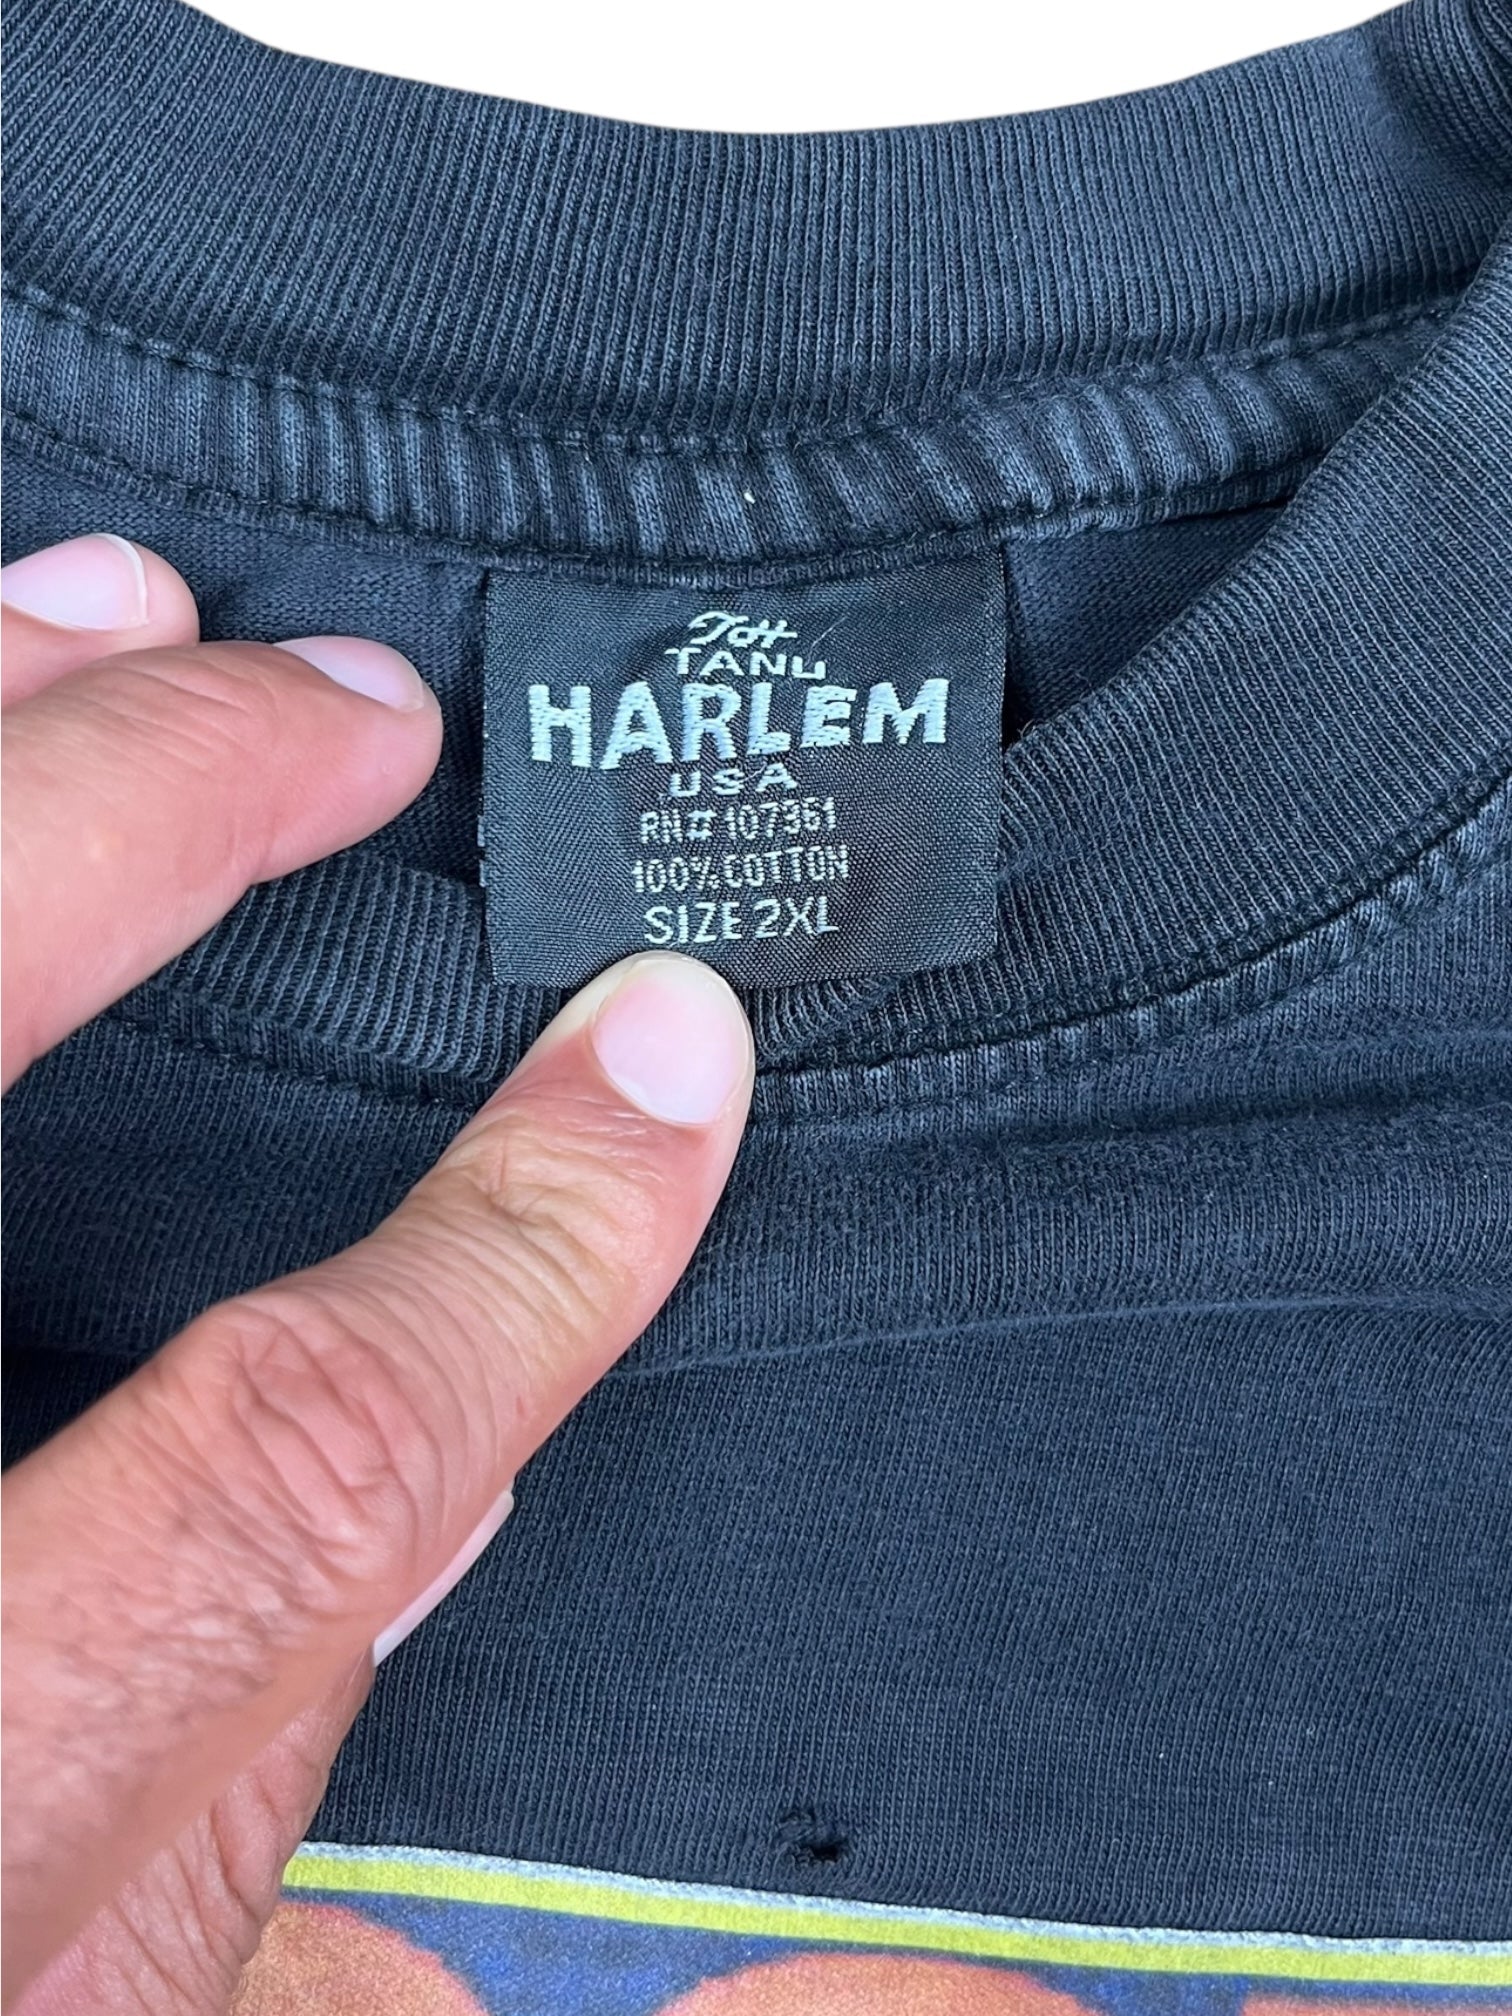 TANU
HARLEM
USA
RN# 107351
100% COTTON
SIZE 2XL